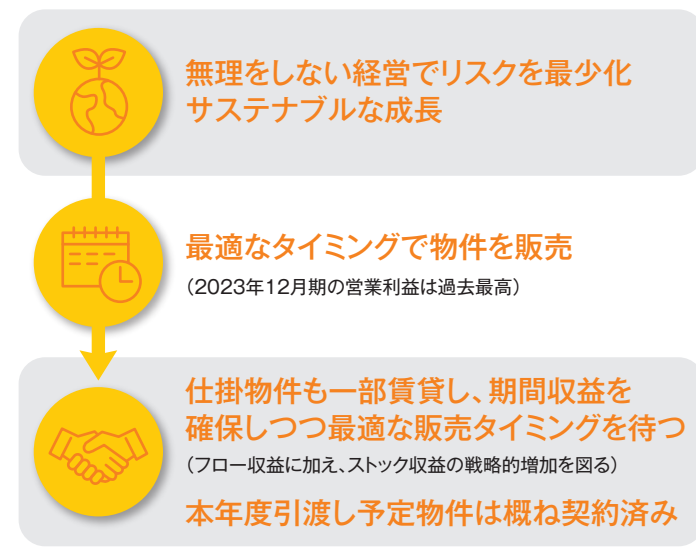 無理をしない経営でリスクを最少化
サステナブルな成長
最適なタイミングで物件を販売
（2023年12月期の営業利益は過去最高）
仕掛物件も一部賃貸し、期間収益を
確保しつつ最適な販売タイミングを待つ
（フロー収益に加え、ストック収益の戦略的増加を図る）
本年度引渡し予定物件は概ね契約済み